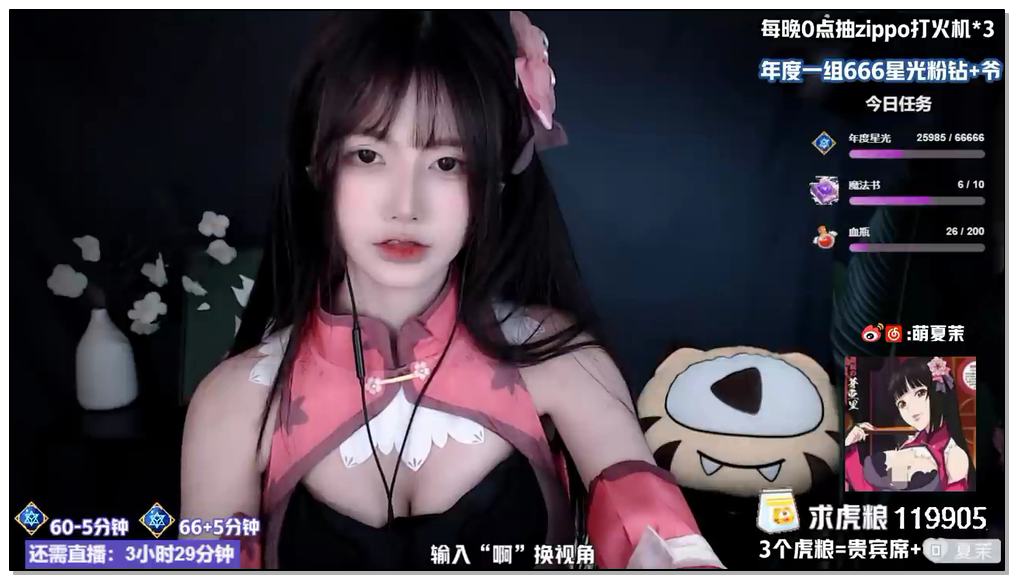 每晚0点抽zippo打火机*3
年度一组666星光粉钻+爷
今日任务
年度星光 25985 / 66666
魔法书 6 / 10
血瓶 26 / 200
:萌夏茉
60-5分钟 66+5分钟
还需直播：3小时29分钟
输入“啊”换视角
求虎粮 119905
3个虎粮=贵宾席+
夏茉